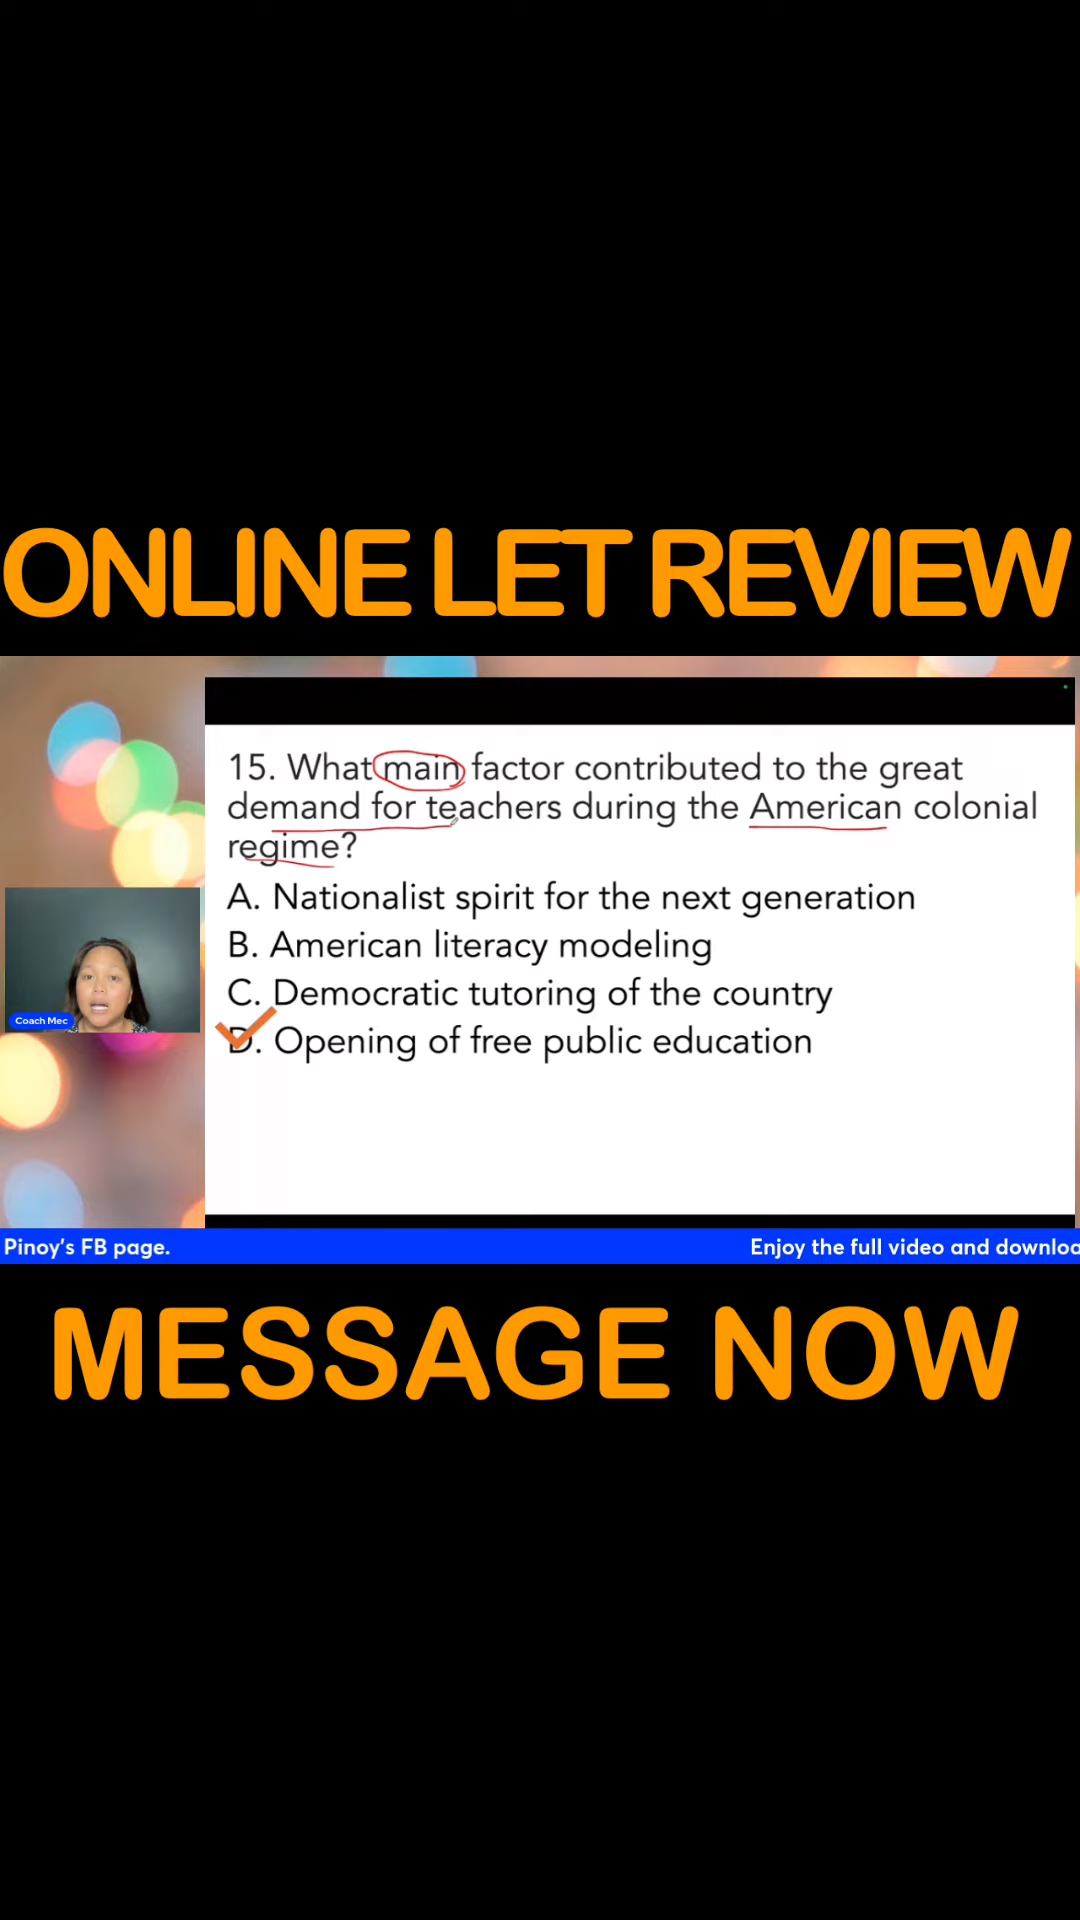 ONLINE LET REVIEW
15. What main factor contributed to the great
demand for teachers during the American colonial
regime?
A. Nationalist spirit for the next generation
B. American literacy modeling
C. Democratic tutoring of the country
D. Opening of free public education
Coach Mec
Pinoy's FB page. Enjoy the full video and downloa
MESSAGE NOW